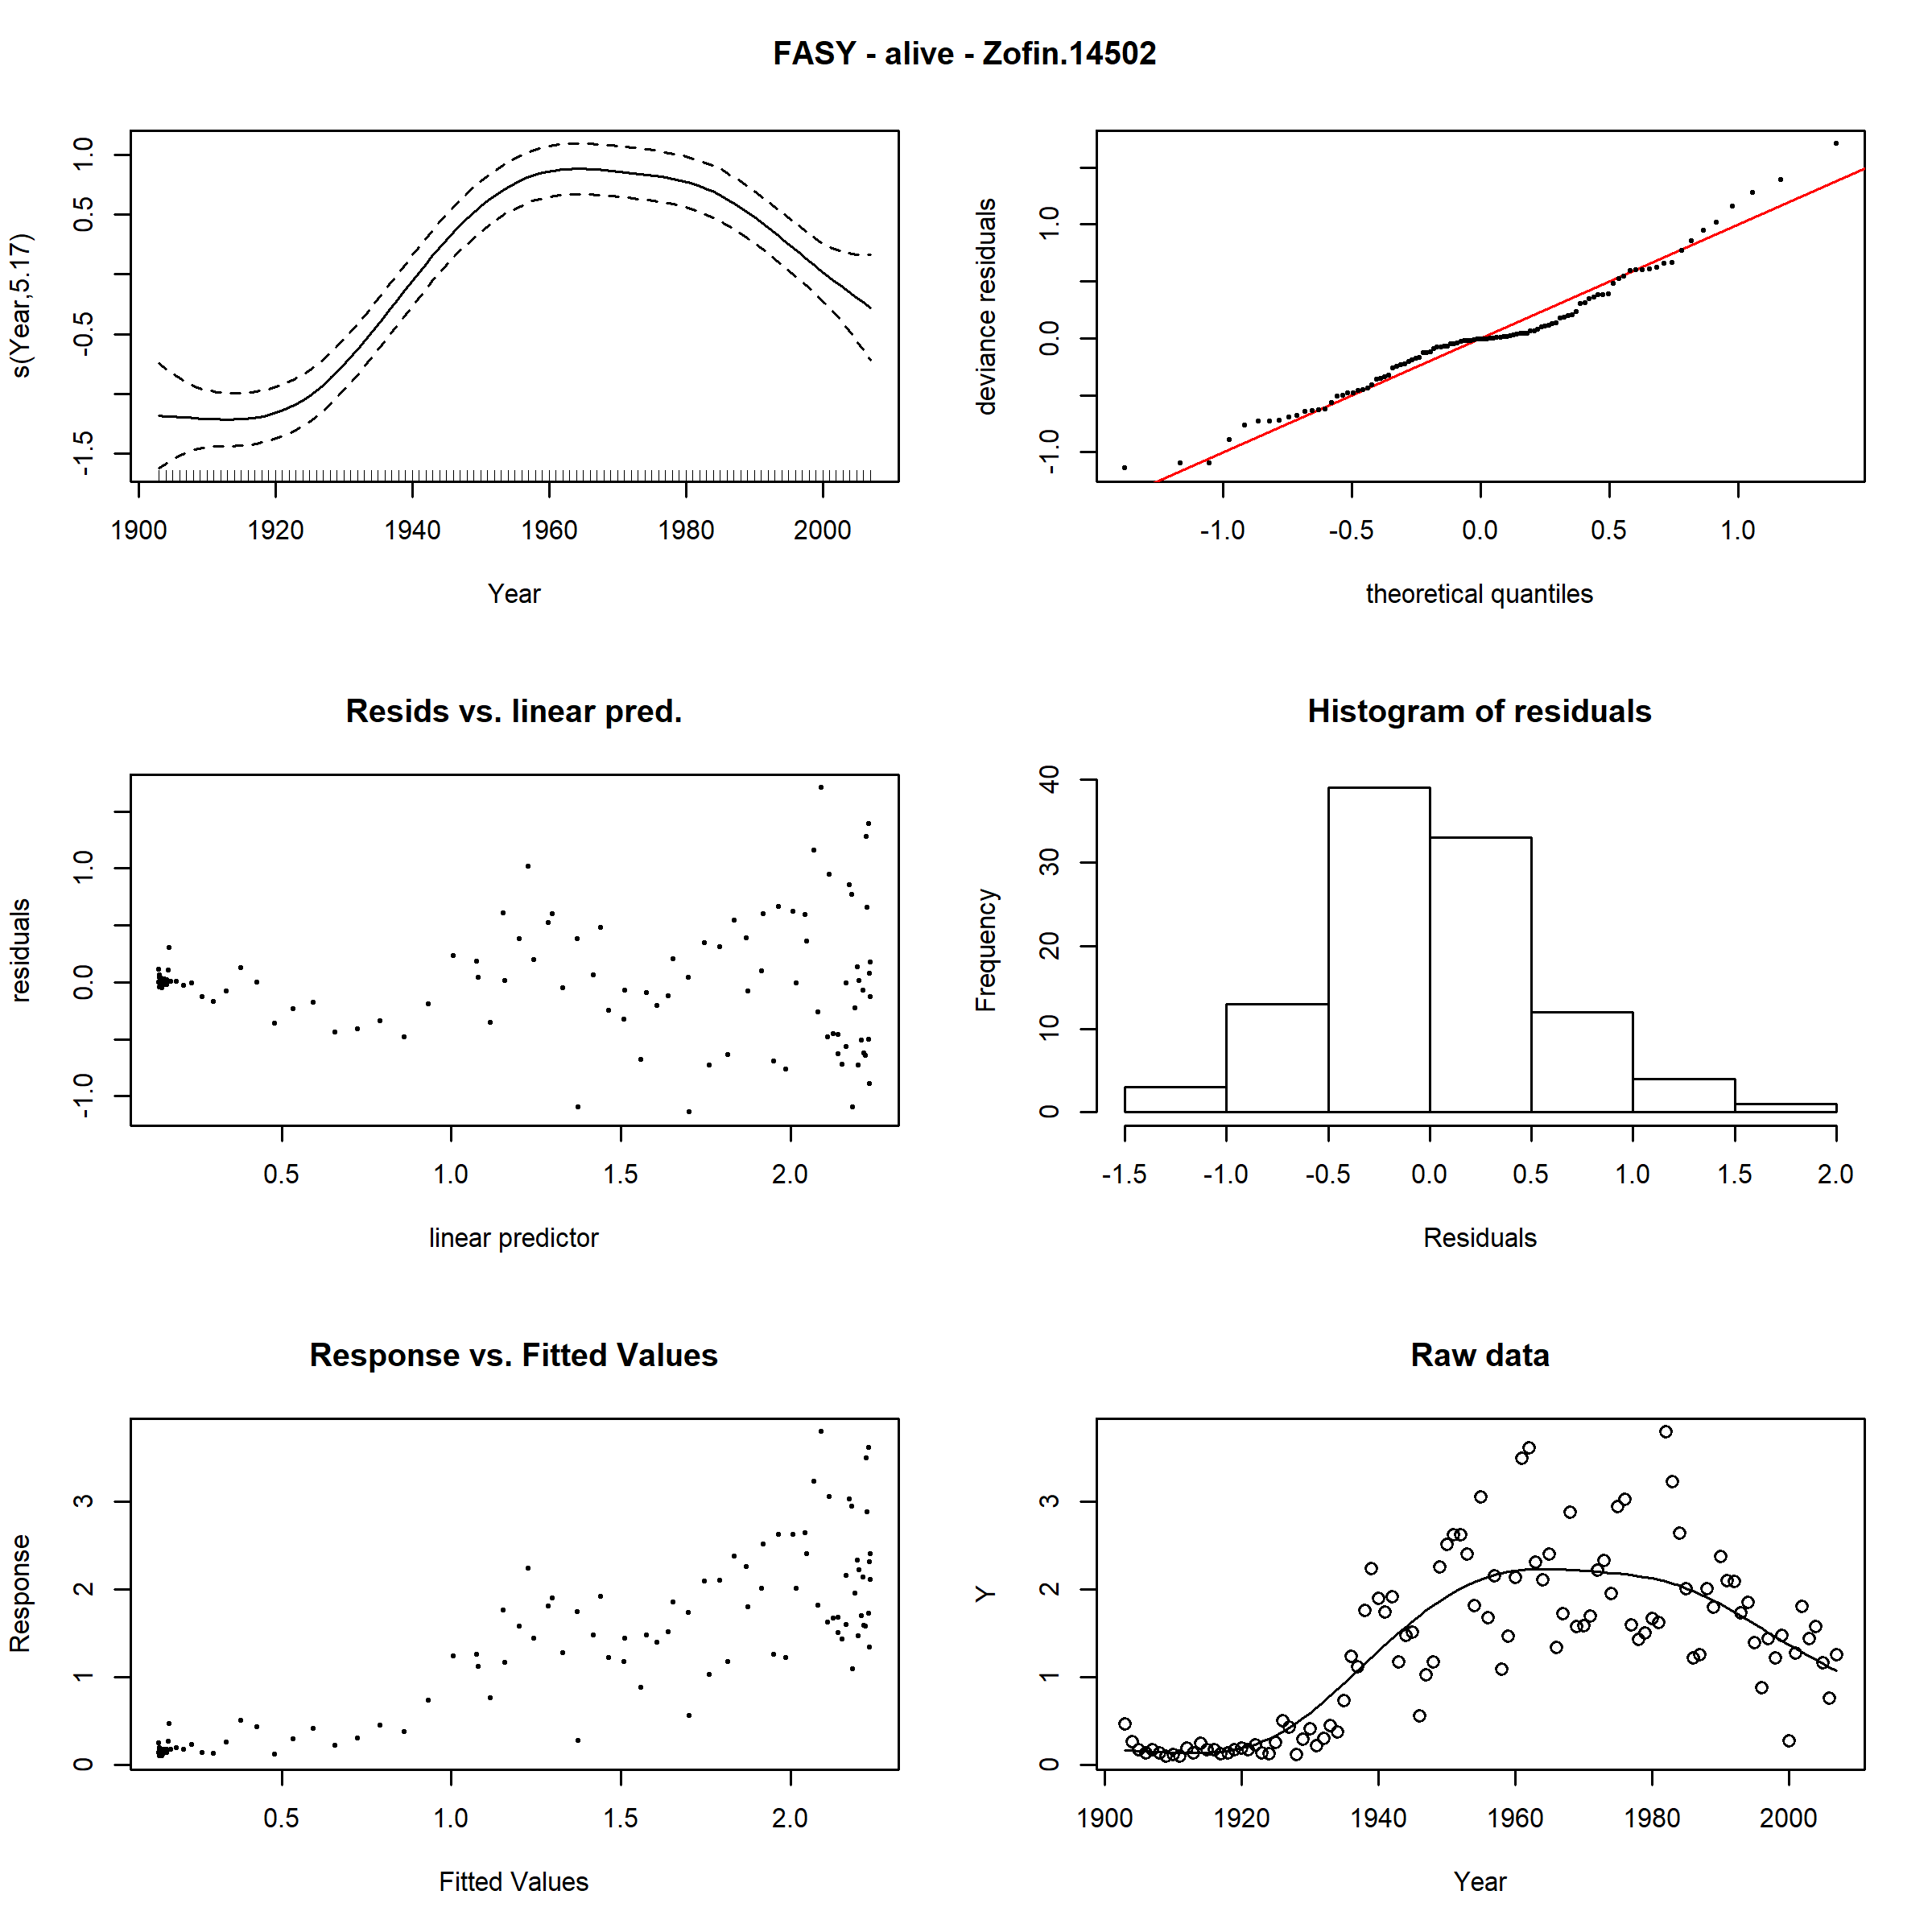 FASY - alive - Zofin.14502
s(Year,5.17)
-1.5 -0.5 0.5 1.0
1900 1920 1940 1960 1980 2000
Year
deviance residuals
-1.0 0.0 1.0
-1.0 -0.5 0.0 0.5 1.0
theoretical quantiles
Resids vs. linear pred.
residuals
-1.0 0.0 1.0
0.5 1.0 1.5 2.0
linear predictor
Histogram of residuals
Frequency
0 10 20 30 40
-1.5 -1.0 -0.5 0.0 0.5 1.0 1.5 2.0
Residuals
Response vs. Fitted Values
Response
0 1 2 3
0.5 1.0 1.5 2.0
Fitted Values
Raw data
Y
0 1 2 3
1900 1920 1940 1960 1980 2000
Year